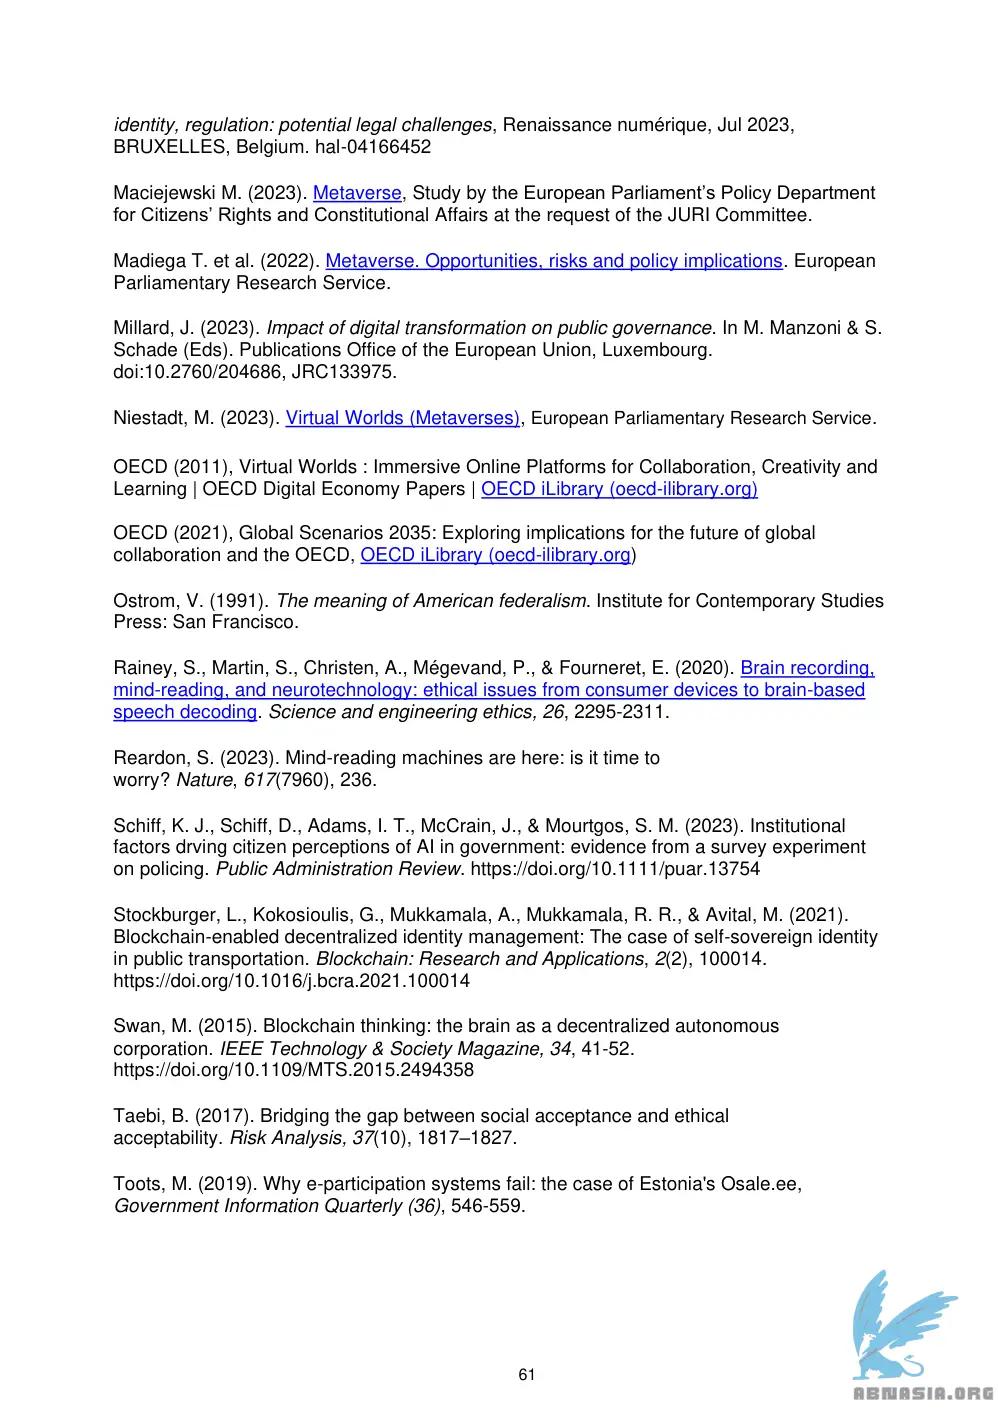 identity, regulation: potential legal challenges, Renaissance numérique, Jul 2023,
BRUXELLES, Belgium. hal-04166452
Maciejewski M. (2023). Metaverse, Study by the European Parliament’s Policy Department
for Citizens’ Rights and Constitutional Affairs at the request of the JURI Committee.
Madiega T. et al. (2022). Metaverse. Opportunities, risks and policy implications. European
Parliamentary Research Service.
Millard, J. (2023). Impact of digital transformation on public governance. In M. Manzoni & S.
Schade (Eds). Publications Office of the European Union, Luxembourg.
doi:10.2760/204686, JRC133975.
Niestadt, M. (2023). Virtual Worlds (Metaverses), European Parliamentary Research Service.
OECD (2011), Virtual Worlds : Immersive Online Platforms for Collaboration, Creativity and
Learning | OECD Digital Economy Papers | OECD iLibrary (oecd-ilibrary.org)
OECD (2021), Global Scenarios 2035: Exploring implications for the future of global
collaboration and the OECD, OECD iLibrary (oecd-ilibrary.org)
Ostrom, V. (1991). The meaning of American federalism. Institute for Contemporary Studies
Press: San Francisco.
Rainey, S., Martin, S., Christen, A., Mégevand, P., & Fourneret, E. (2020). Brain recording,
mind-reading, and neurotechnology: ethical issues from consumer devices to brain-based
speech decoding. Science and engineering ethics, 26, 2295-2311.
Reardon, S. (2023). Mind-reading machines are here: is it time to
worry? Nature, 617(7960), 236.
Schiff, K. J., Schiff, D., Adams, I. T., McCrain, J., & Mourtgos, S. M. (2023). Institutional
factors drving citizen perceptions of AI in government: evidence from a survey experiment
on policing. Public Administration Review. https://doi.org/10.1111/puar.13754
Stockburger, L., Kokosioulis, G., Mukkamala, A., Mukkamala, R. R., & Avital, M. (2021).
Blockchain-enabled decentralized identity management: The case of self-sovereign identity
in public transportation. Blockchain: Research and Applications, 2(2), 100014.
https://doi.org/10.1016/j.bcra.2021.100014
Swan, M. (2015). Blockchain thinking: the brain as a decentralized autonomous
corporation. IEEE Technology & Society Magazine, 34, 41-52.
https://doi.org/10.1109/MTS.2015.2494358
Taebi, B. (2017). Bridging the gap between social acceptance and ethical
acceptability. Risk Analysis, 37(10), 1817–1827.
Toots, M. (2019). Why e-participation systems fail: the case of Estonia's Osale.ee,
Government Information Quarterly (36), 546-559.
61
ABNASIA.ORG